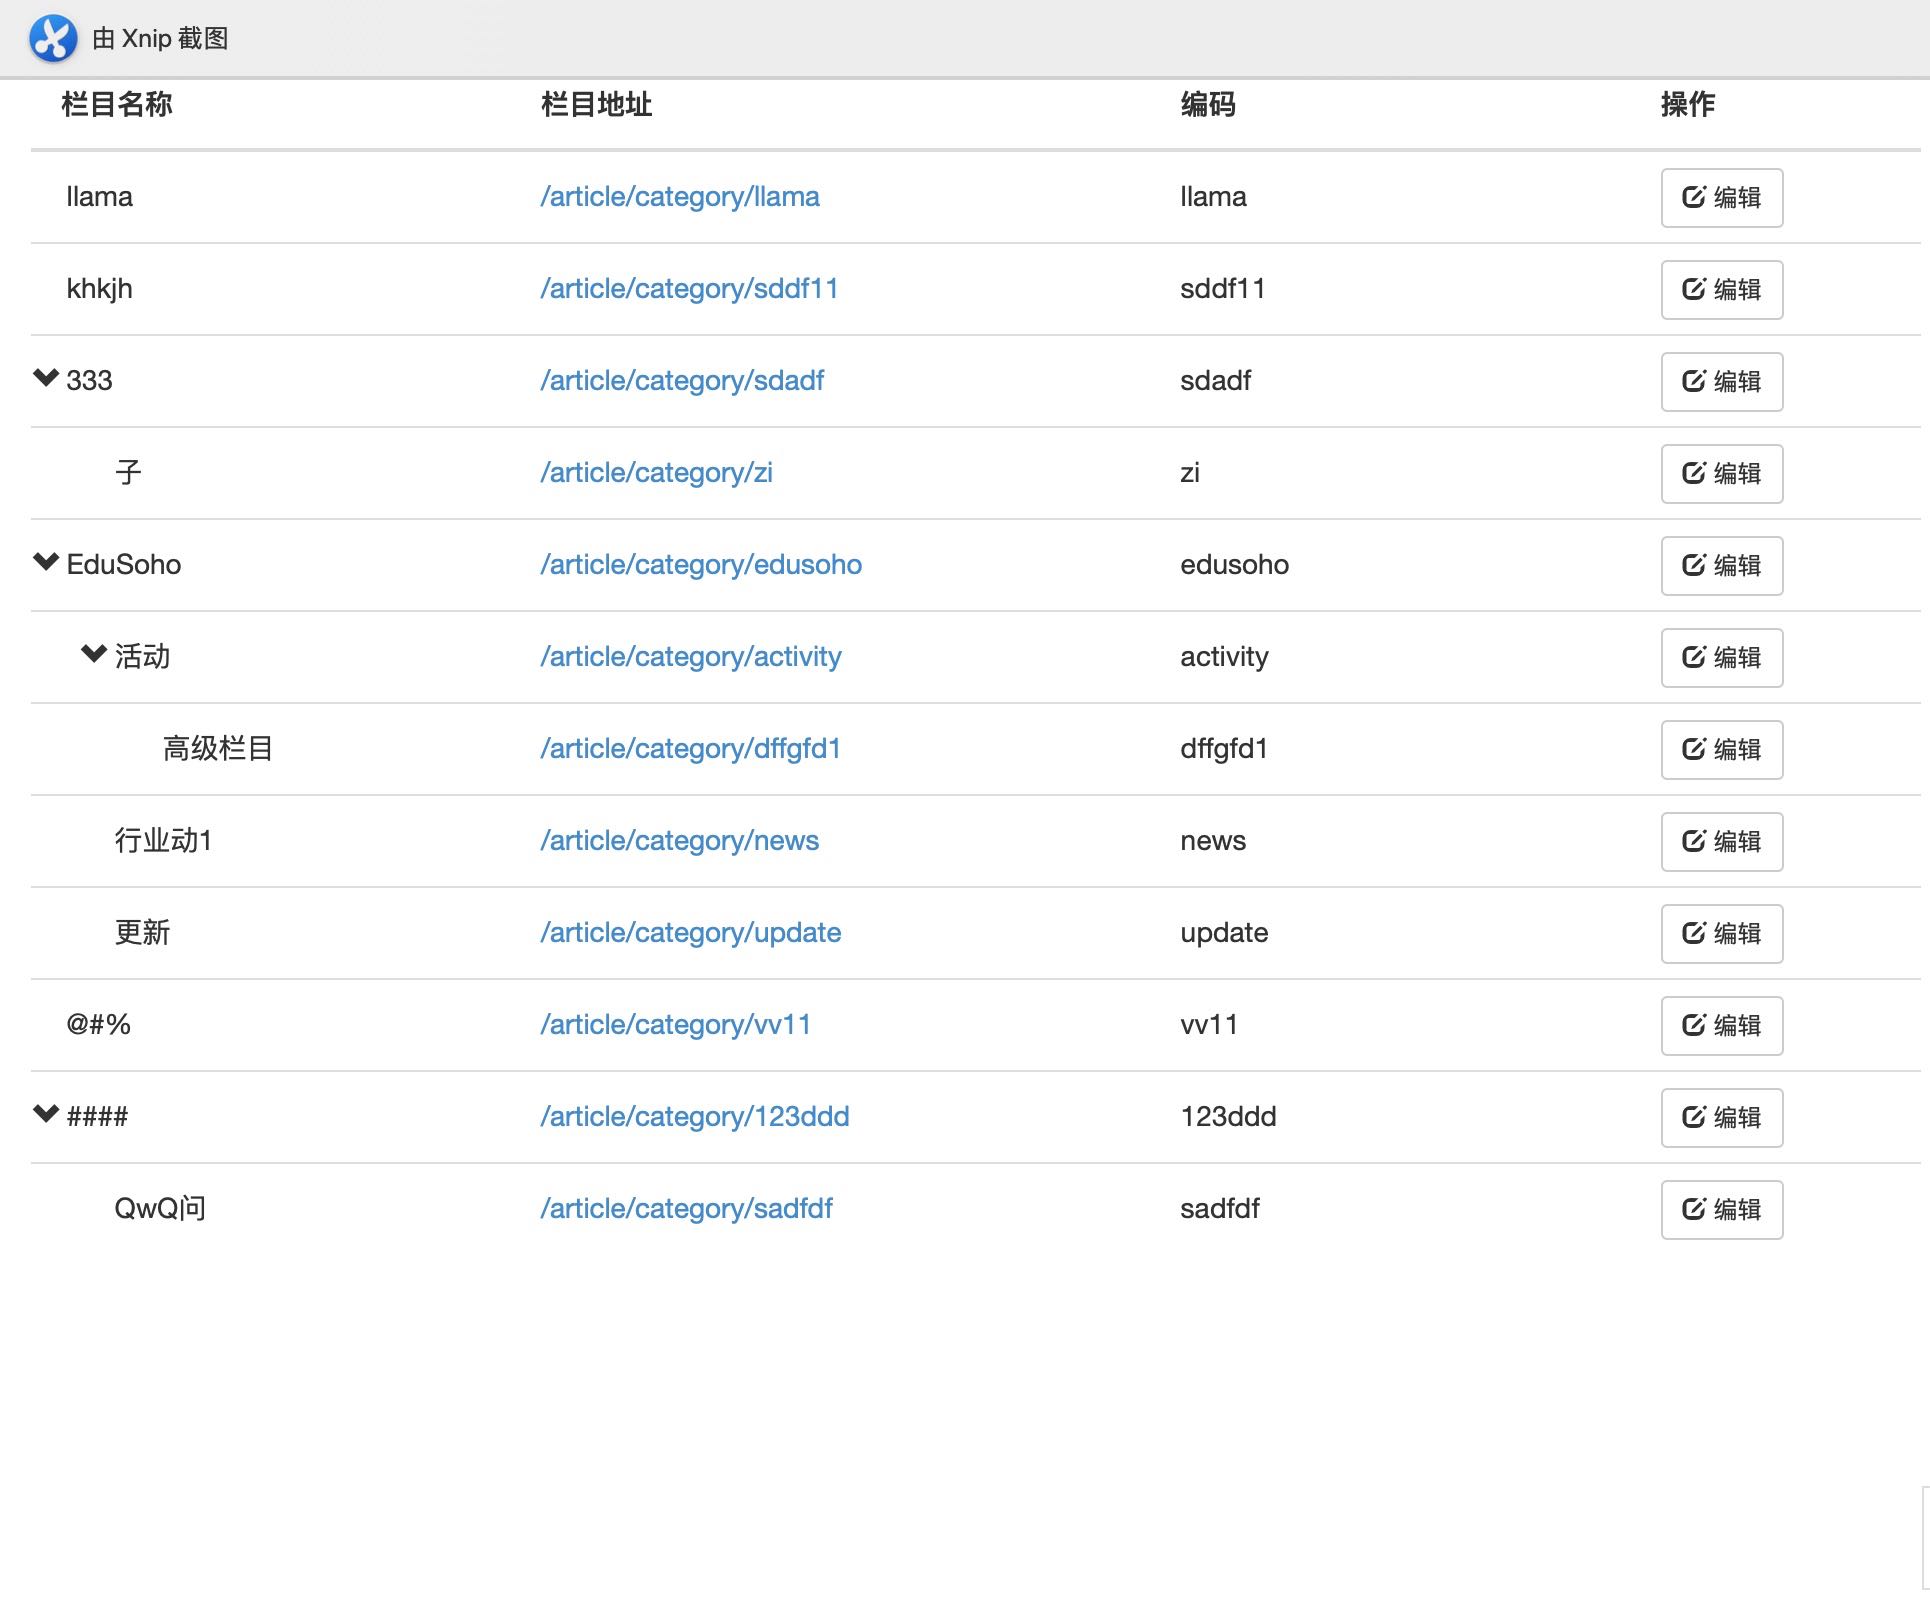 由 Xnip 截图
栏目名称 栏目地址 编码 操作
llama /article/category/llama llama 编辑
khkjh /article/category/sddf11 sddf11 编辑
333 /article/category/sdadf sdadf 编辑
子 /article/category/zi zi 编辑
EduSoho /article/category/edusoho edusoho 编辑
活动 /article/category/activity activity 编辑
高级栏目 /article/category/dffgfd1 dffgfd1 编辑
行业动1 /article/category/news news 编辑
更新 /article/category/update update 编辑
@#% /article/category/vv11 vv11 编辑
#### /article/category/123ddd 123ddd 编辑
QwQ问 /article/category/sadfdf sadfdf 编辑